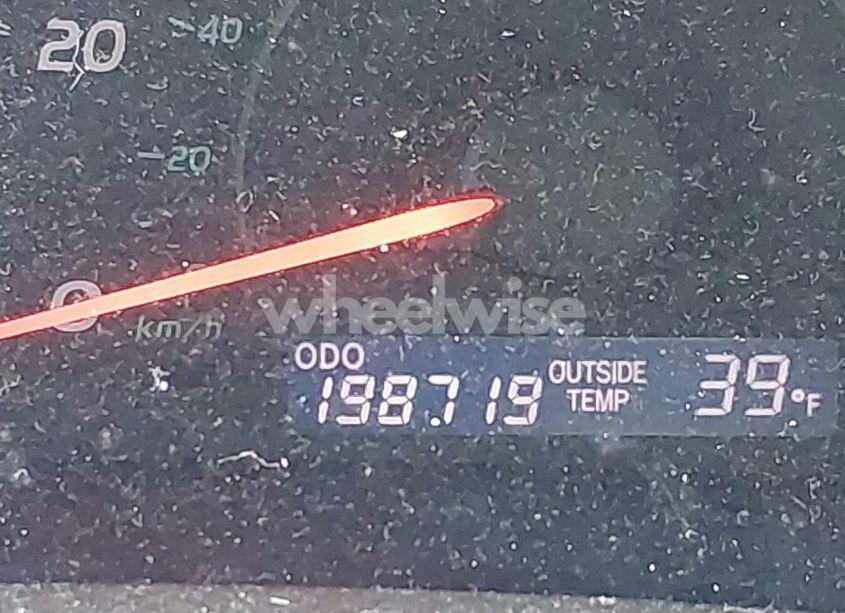 20
40
20
0
km/h
wheelwise
ODO
198719
OUTSIDE
TEMP
39°F